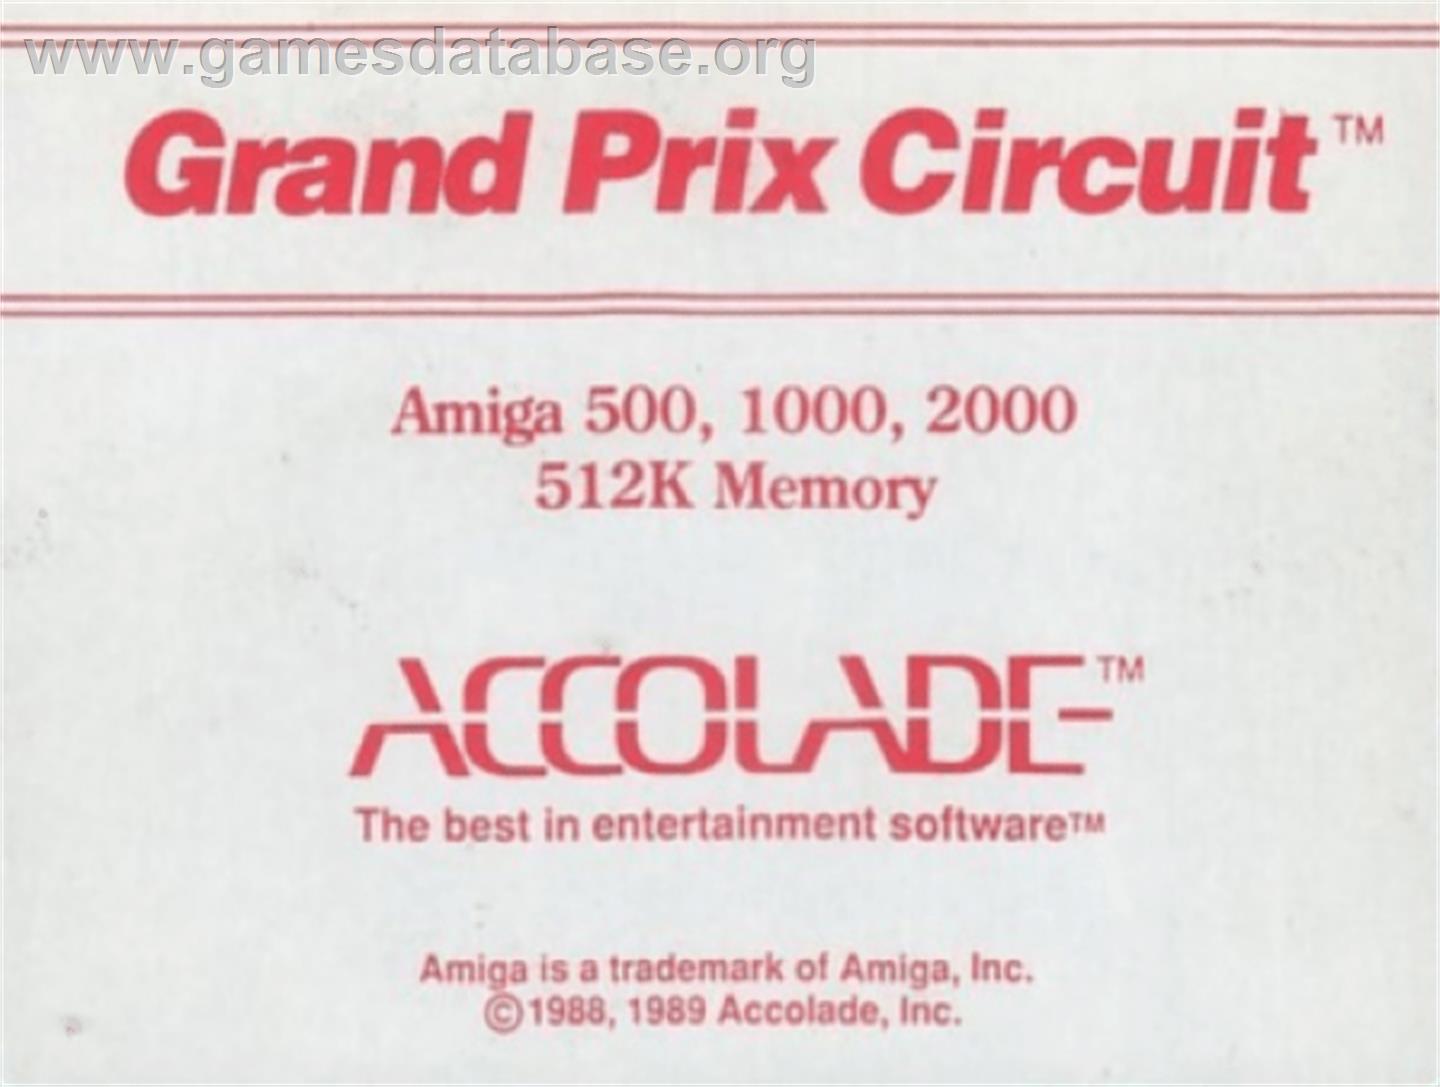 www.gamesdatabase.org
Grand Prix Circuit™
Amiga 500, 1000, 2000
512K Memory
ACCOLADE™
The best in entertainment software™
Amiga is a trademark of Amiga, Inc.
©1988, 1989 Accolade, Inc.